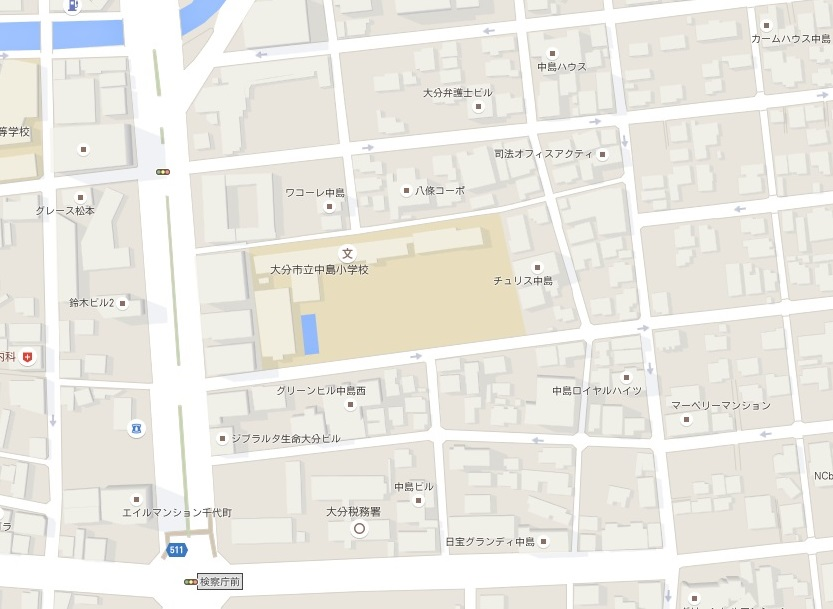 カームハウス中島
中島ハウス
大分弁護士ビル
等学校
司法オフィスアクティ
ワコーレ中島
八條コーポ
グレース松本
文
大分市立中島小学校
チュリス中島
鈴木ビル2
内科
グリーンヒル中島西
中島ロイヤルハイツ
マーベリーマンション
ジブラルタ生命大分ビル
中島ビル
NCb
エイルマンション千代町
大分税務署
ラ
日宝グランディ中島
511
検察庁前